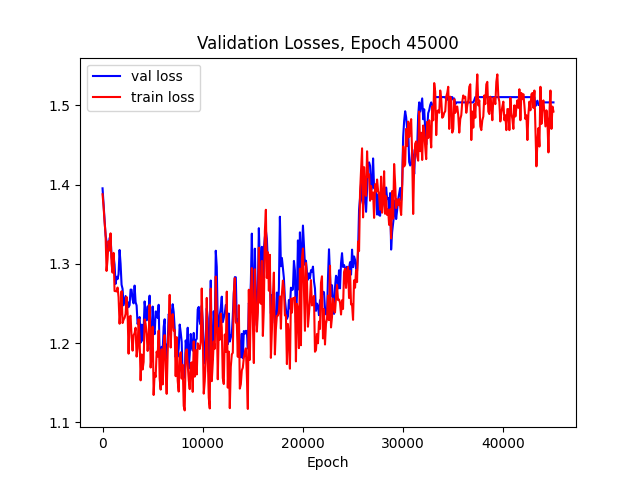 Validation Losses, Epoch 45000
val loss
train loss
1.5
1.4
1.3
1.2
1.1
0 10000 20000 30000 40000
Epoch